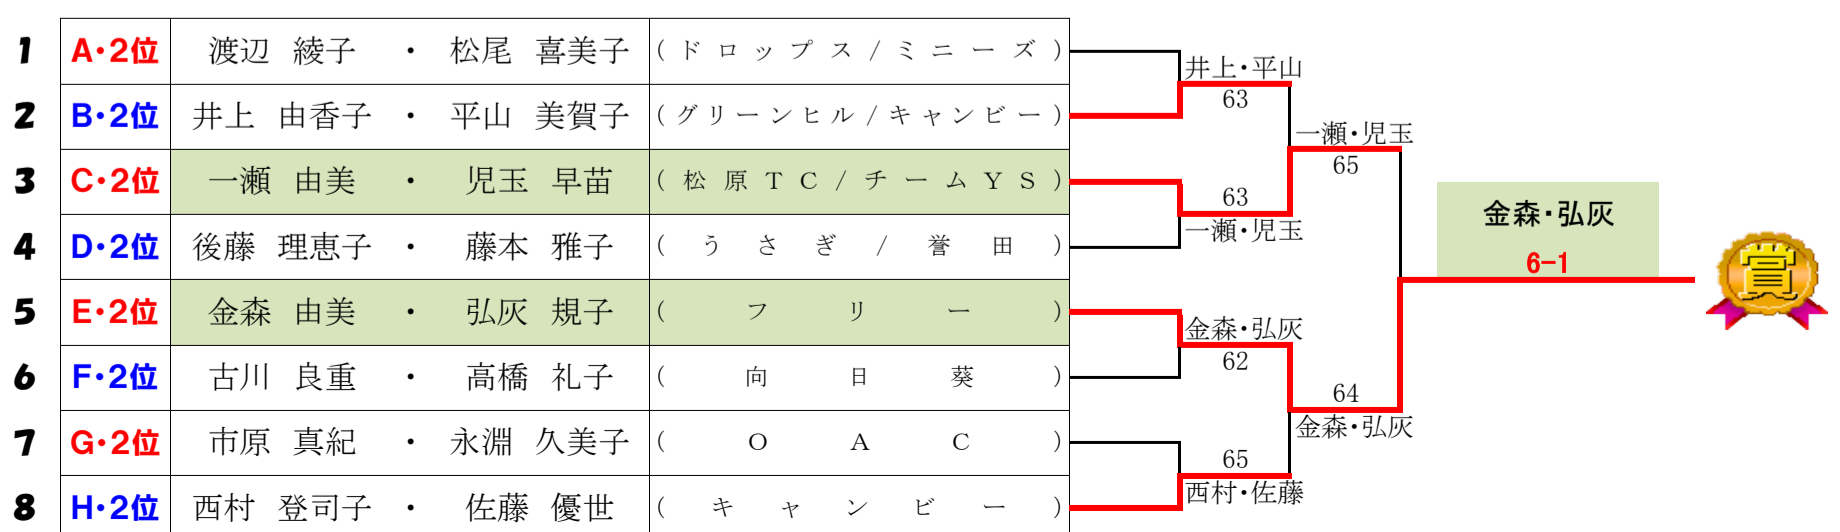 1 A・2位 渡辺 綾子 ・ 松尾 喜美子 (ドロップス/ミニーズ)
2 B・2位 井上 由香子 ・ 平山 美賀子 (グリーンヒル/キャンビー)
3 C・2位 一瀬 由美 ・ 児玉 早苗 (松原TC/チームYS)
4 D・2位 後藤 理恵子 ・ 藤本 雅子 (うさぎ/誉田)
5 E・2位 金森 由美 ・ 弘灰 規子 (フリー)
6 F・2位 古川 良重 ・ 高橋 礼子 (向日葵)
7 G・2位 市原 真紀 ・ 永淵 久美子 (OAC)
8 H・2位 西村 登司子 ・ 佐藤 優世 (キャンビー)
井上・平山
63
63
一瀬・児玉
金森・弘灰
62
65
西村・佐藤
一瀬・児玉
65
64
金森・弘灰
金森・弘灰
6-1
賞